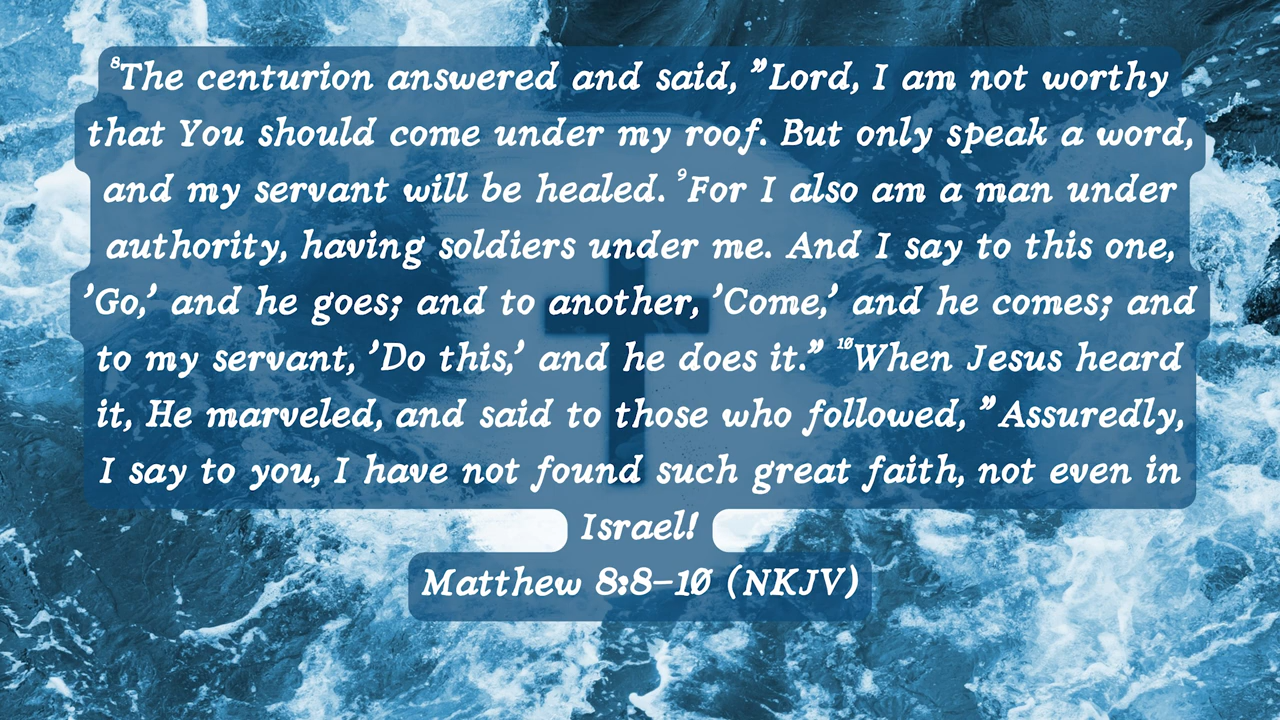 ⁸The centurion answered and said, ”Lord, I am not worthy
that You should come under my roof. But only speak a word,
and my servant will be healed. ⁹For I also am a man under
authority, having soldiers under me. And I say to this one,
’Go,’ and he goes; and to another, ’Come,’ and he comes; and
to my servant, ’Do this,’ and he does it.” ¹⁰When Jesus heard
it, He marveled, and said to those who followed, ”Assuredly,
I say to you, I have not found such great faith, not even in
Israel!
Matthew 8:8–10 (NKJV)